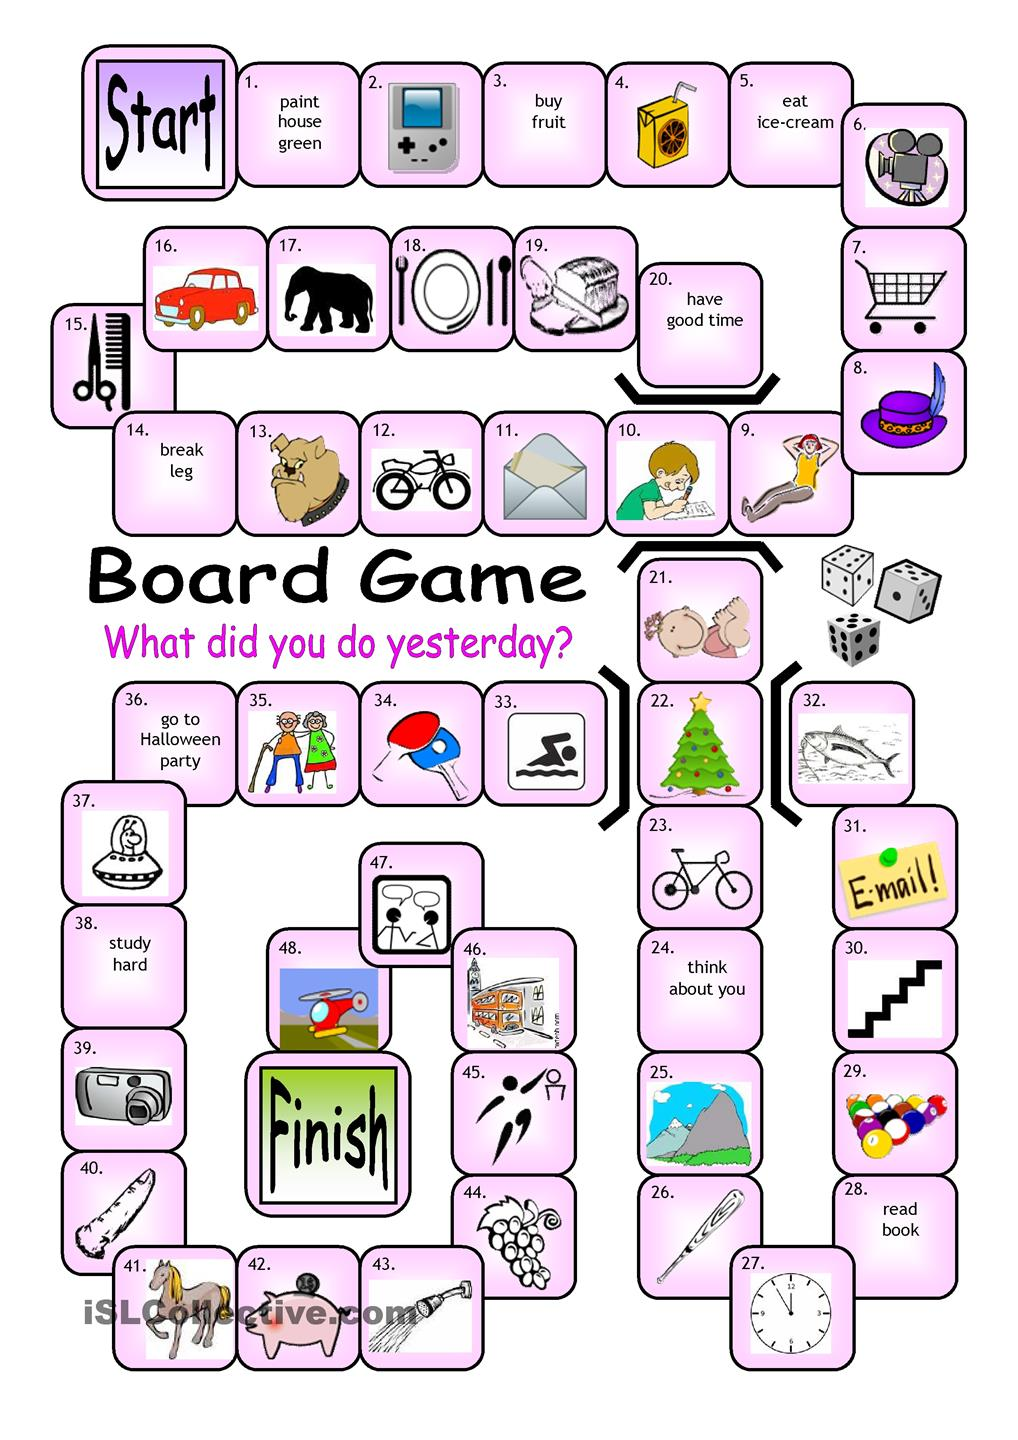 Start
1.
paint
house
green
2.
3.
buy
fruit
4.
5.
eat
ice-cream
6.
7.
8.
9.
10.
11.
12.
13.
14.
break
leg
15.
16.
17.
18.
19.
20.
have
good time
Board Game
What did you do yesterday?
21.
22.
23.
24.
think
about you
25.
26.
27.
12
3
6
9
28.
read
book
29.
30.
31.
E-mail!
32.
33.
34.
35.
36.
go to
Halloween
party
37.
38.
study
hard
39.
40.
41.
42.
43.
44.
45.
46.
47.
48.
Finish
iSLCollective.com